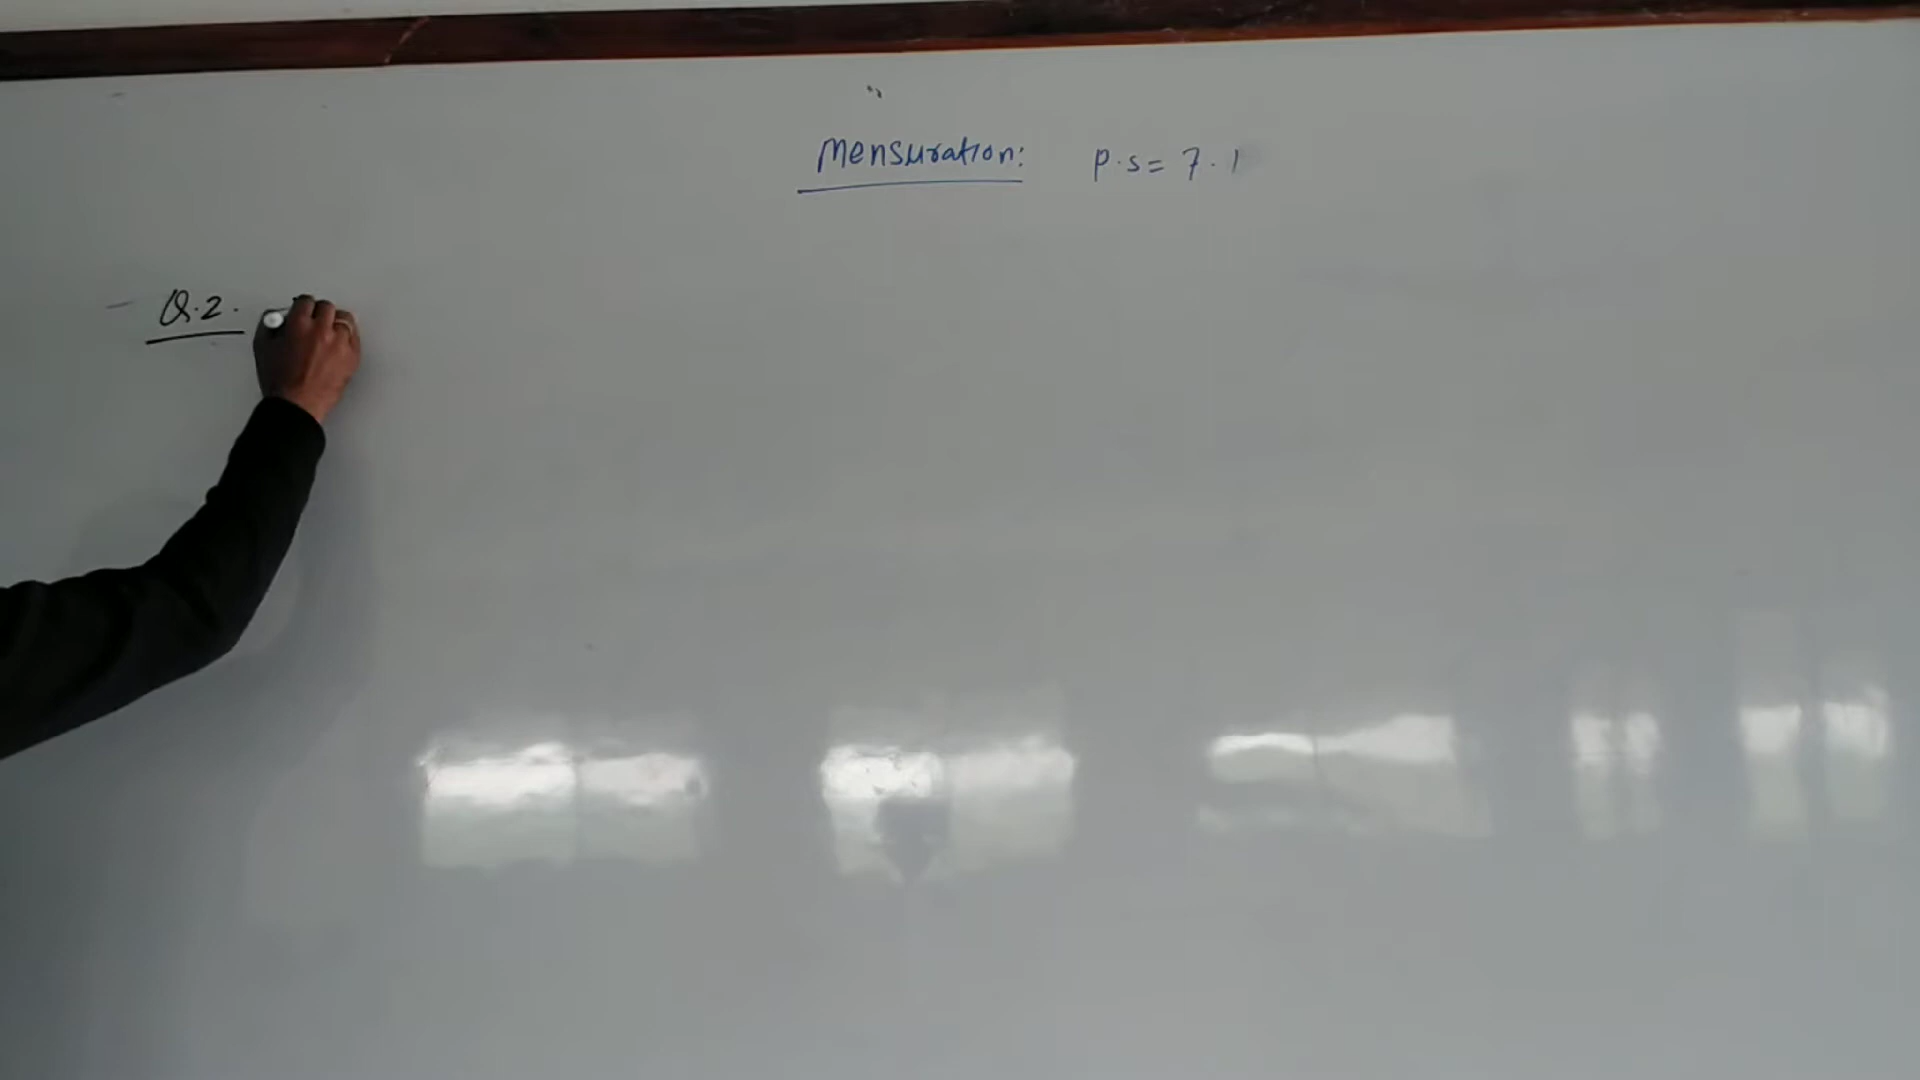 Mensuration: P.S = 7.1
Q.2.